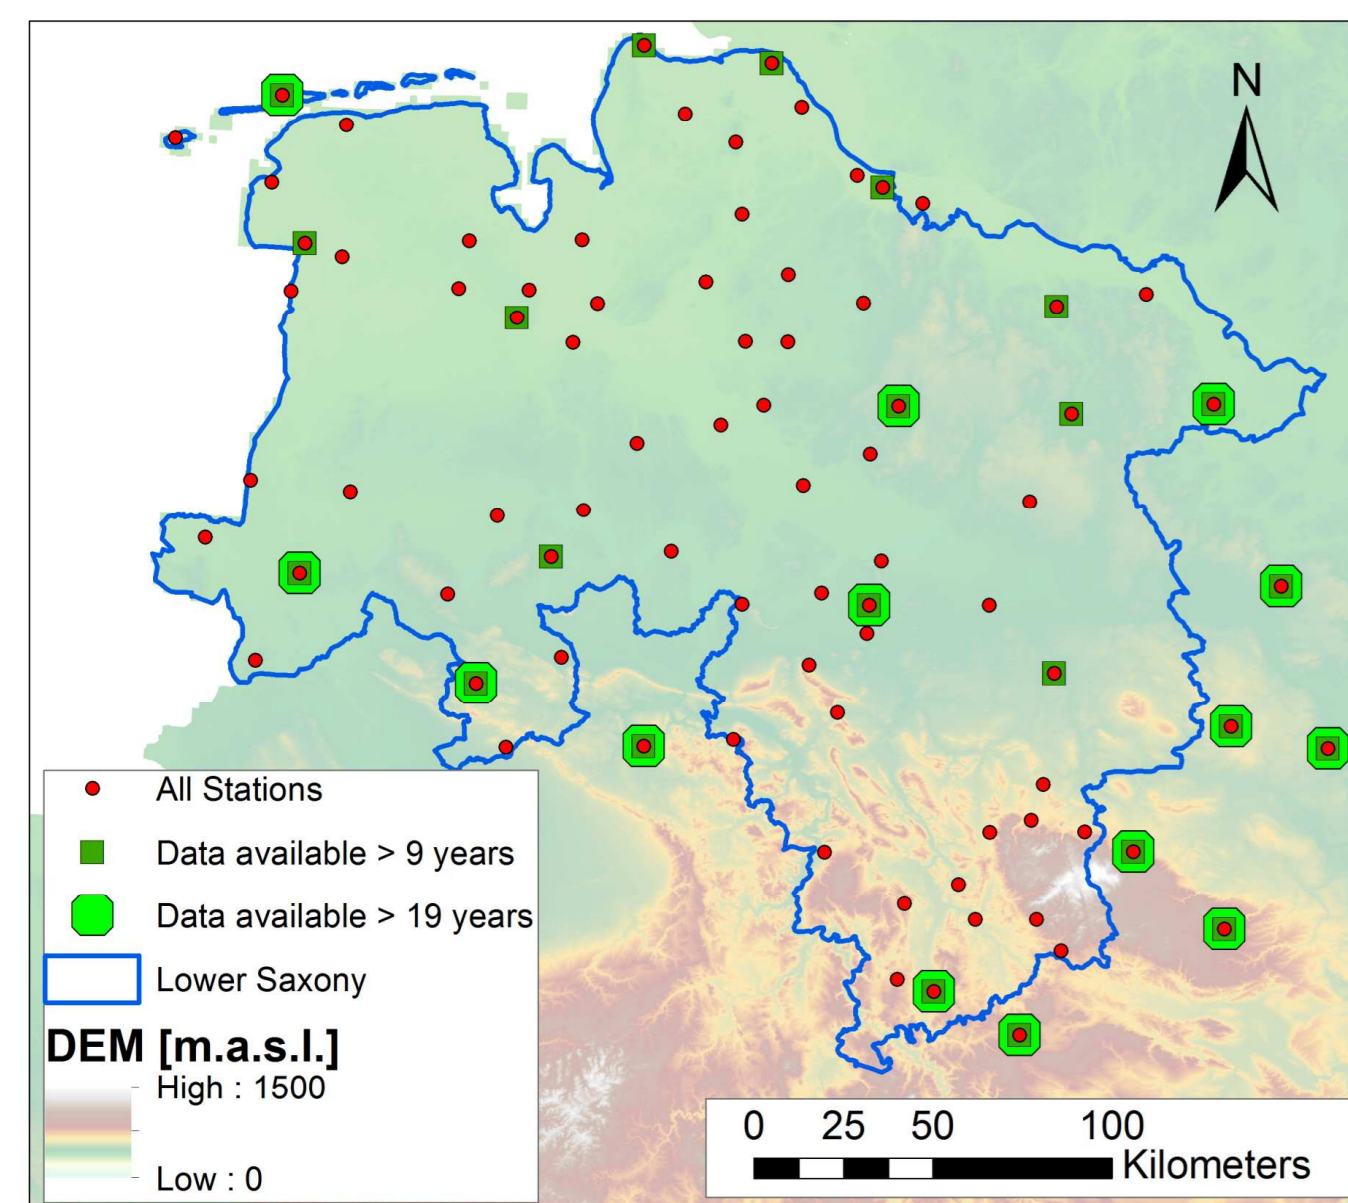 N
All Stations
Data available > 9 years
Data available > 19 years
Lower Saxony
DEM [m.a.s.l.]
High : 1500
Low : 0
0 25 50 100
Kilometers